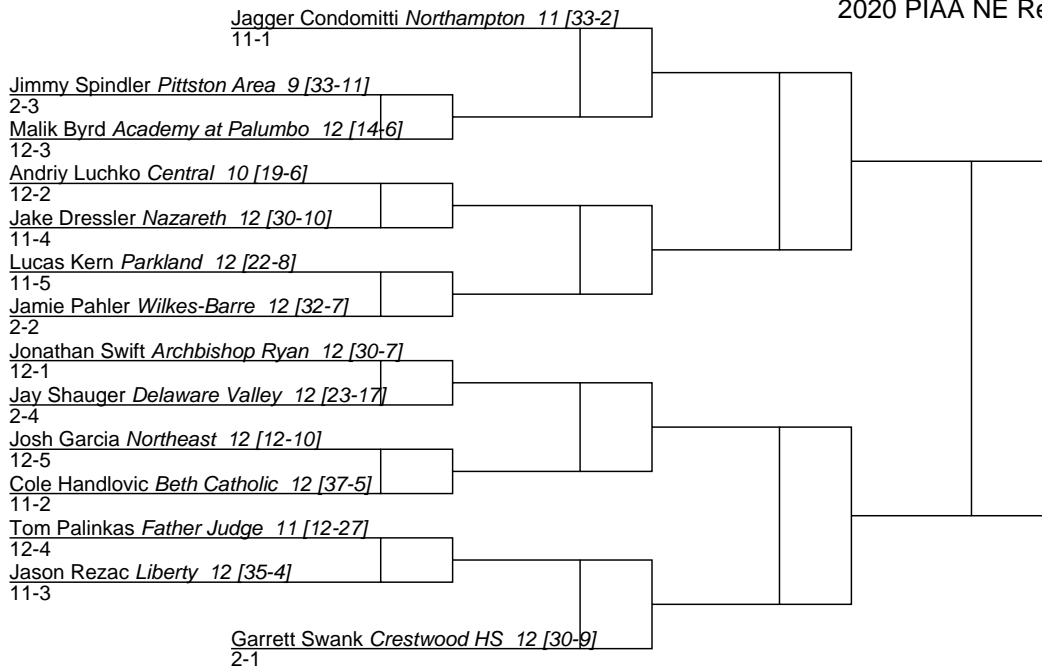 2020 PIAA NE Re
Jagger Condomitti Northampton 11 [33-2]
11-1
Jimmy Spindler Pittston Area 9 [33-11]
2-3
Malik Byrd Academy at Palumbo 12 [14-6]
12-3
Andriy Luchko Central 10 [19-6]
12-2
Jake Dressler Nazareth 12 [30-10]
11-4
Lucas Kern Parkland 12 [22-8]
11-5
Jamie Pahler Wilkes-Barre 12 [32-7]
2-2
Jonathan Swift Archbishop Ryan 12 [30-7]
12-1
Jay Shauger Delaware Valley 12 [23-17]
2-4
Josh Garcia Northeast 12 [12-10]
12-5
Cole Handlovic Beth Catholic 12 [37-5]
11-2
Tom Palinkas Father Judge 11 [12-27]
12-4
Jason Rezac Liberty 12 [35-4]
11-3
Garrett Swank Crestwood HS 12 [30-9]
2-1